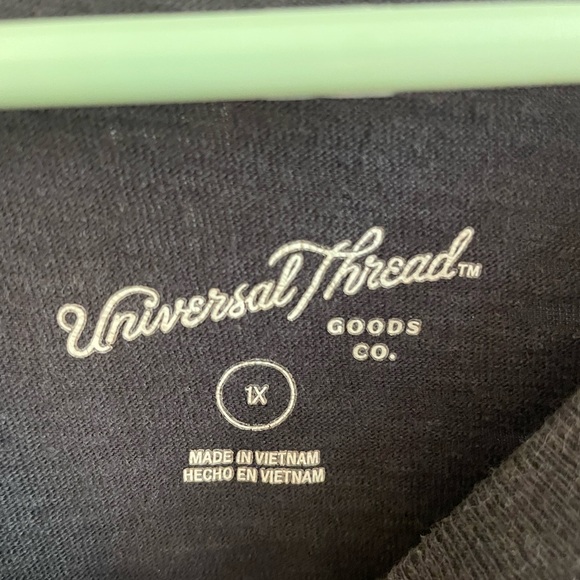 Universal Thread™
GOODS
CO.
1X
MADE IN VIETNAM
HECHO EN VIETNAM